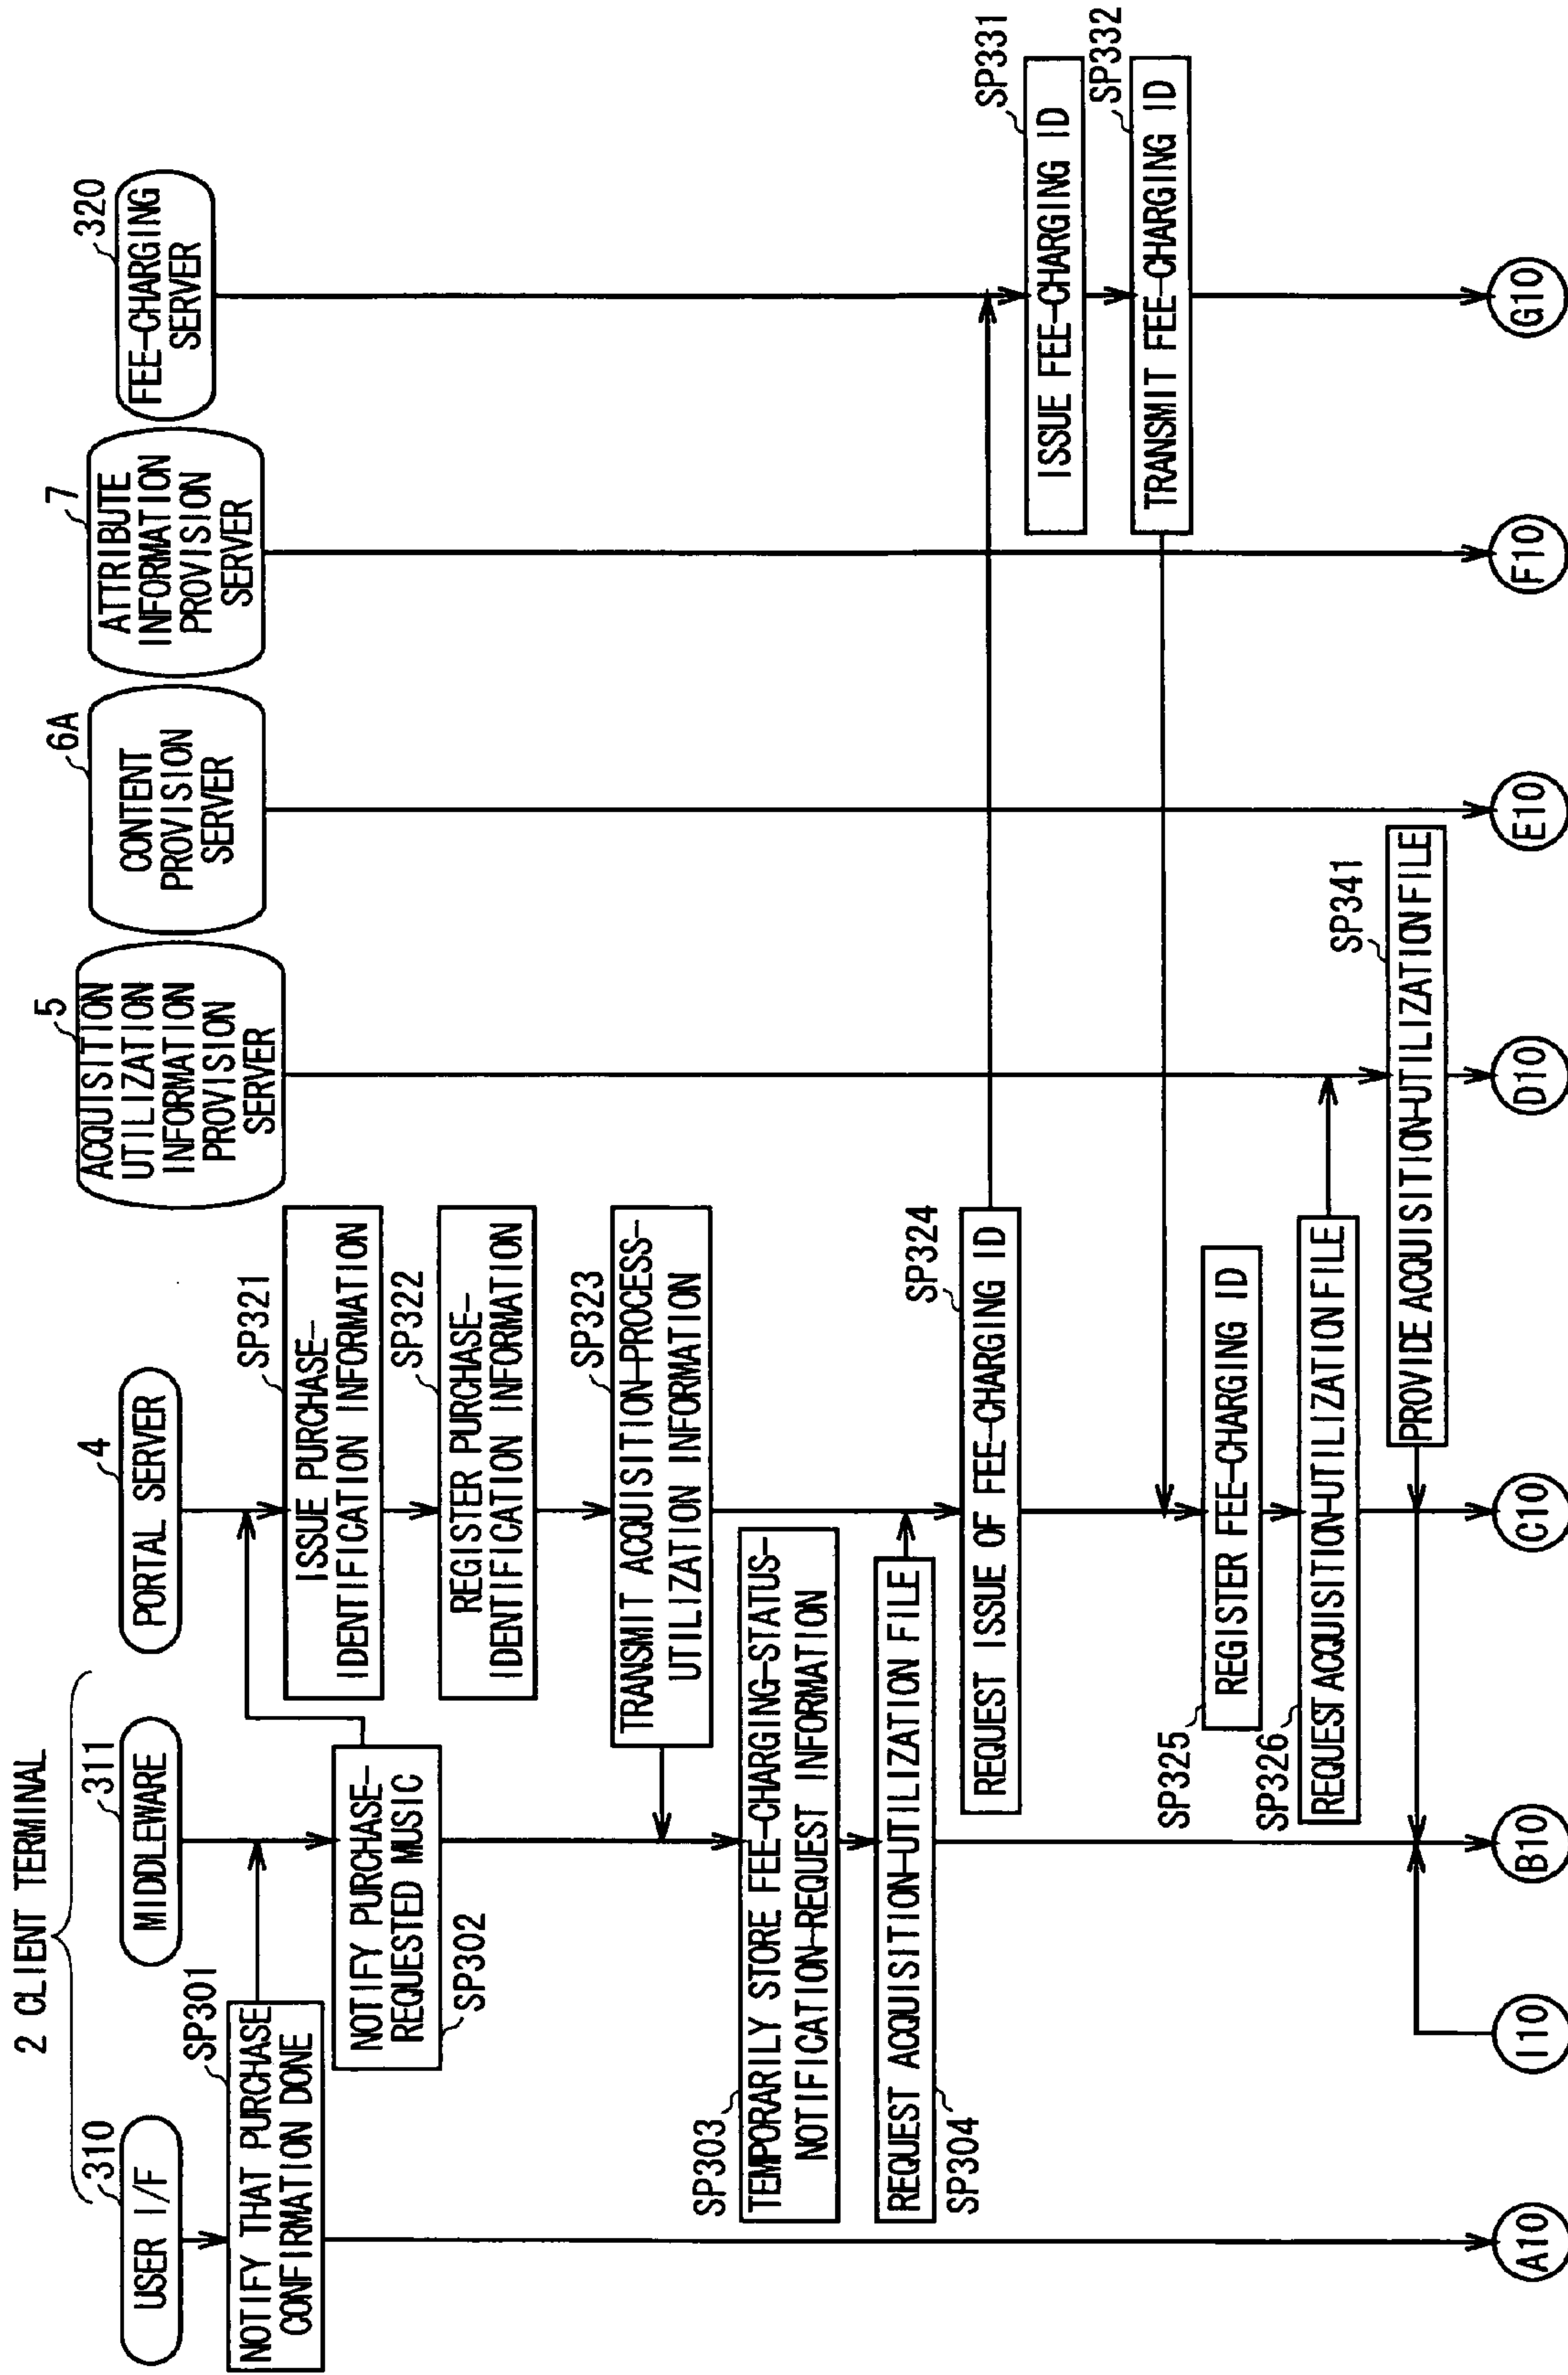 2 CLIENT TERMINAL
310
USER I/F
311
MIDDLEWARE
4
PORTAL SERVER
5
ACQUISITION
UTILIZATION
INFORMATION
PROVISION
SERVER
6A
CONTENT
PROVISION
SERVER
7
ATTRIBUTE
INFORMATION
PROVISION
SERVER
320
FEE-CHARGING
SERVER
SP301
NOTIFY THAT PURCHASE
CONFIRMATION DONE
NOTIFY PURCHASE-
REQUESTED MUSIC
SP302
SP321
ISSUE PURCHASE-
IDENTIFICATION INFORMATION
SP322
REGISTER PURCHASE-
IDENTIFICATION INFORMATION
SP323
TRANSMIT ACQUISITION-PROCESS-
UTILIZATION INFORMATION
SP303
TEMPORARILY STORE FEE-CHARGING-STATUS-
NOTIFICATION-REQUEST INFORMATION
REQUEST ACQUISITION-UTILIZATION FILE
SP304
SP324
REQUEST ISSUE OF FEE-CHARGING ID
SP331
ISSUE FEE-CHARGING ID
SP332
TRANSMIT FEE-CHARGING ID
SP325
REGISTER FEE-CHARGING ID
SP326
REQUEST ACQUISITION-UTILIZATION FILE
SP341
PROVIDE ACQUISITION-UTILIZATION FILE
A10
I10
B10
C10
D10
E10
F10
G10